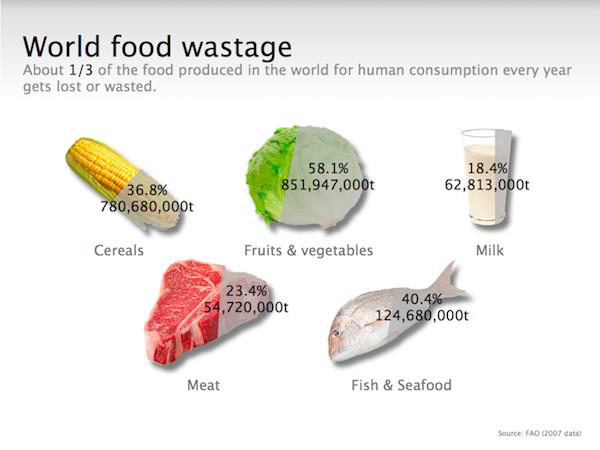 World food wastage
About 1/3 of the food produced in the world for human consumption every year
gets lost or wasted.
36.8%
780,680,000t
Cereals
58.1%
851,947,000t
Fruits & vegetables
18.4%
62,813,000t
Milk
23.4%
54,720,000t
Meat
40.4%
124,680,000t
Fish & Seafood
Source: FAO (2007 data)